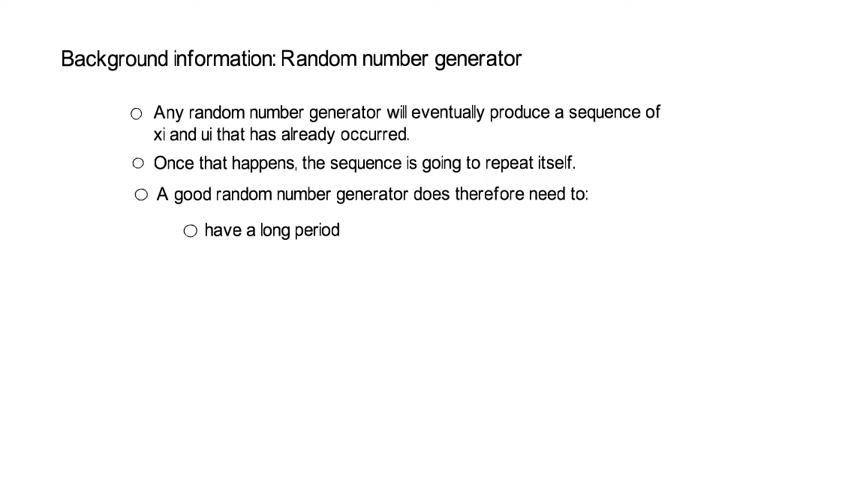 Background information: Random number generator
Any random number generator will eventually produce a sequence of
xi and ui that has already occurred.
Once that happens, the sequence is going to repeat itself.
A good random number generator does therefore need to:
have a long period